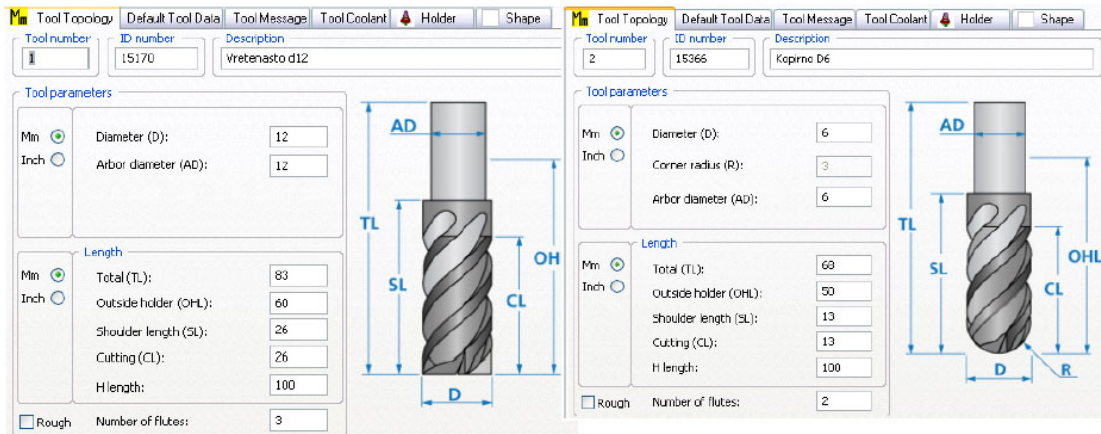 Tool Topology Default Tool Data Tool Message Tool Coolant Holder Shape
Tool number ID number Description
1 15170 Vretenasto d12
Tool parameters
Mm
Inch
Diameter (D): 12
Arbor diameter (AD): 12
Length
Mm
Inch
Total (TL): 83
Outside holder (OHL): 60
Shoulder length (SL): 26
Cutting (CL): 26
H length: 100
Rough Number of flutes: 3
AD
TL
OH
SL
CL
D
Tool Topology Default Tool Data Tool Message Tool Coolant Holder Shape
Tool number ID number Description
2 15366 Kopirno D6
Tool parameters
Mm
Inch
Diameter (D): 6
Corner radius (R): 3
Arbor diameter (AD): 6
Length
Mm
Inch
Total (TL): 68
Outside holder (OHL): 50
Shoulder length (SL): 13
Cutting (CL): 13
H length: 100
Rough Number of flutes: 2
AD
TL
OHL
SL
CL
D
R